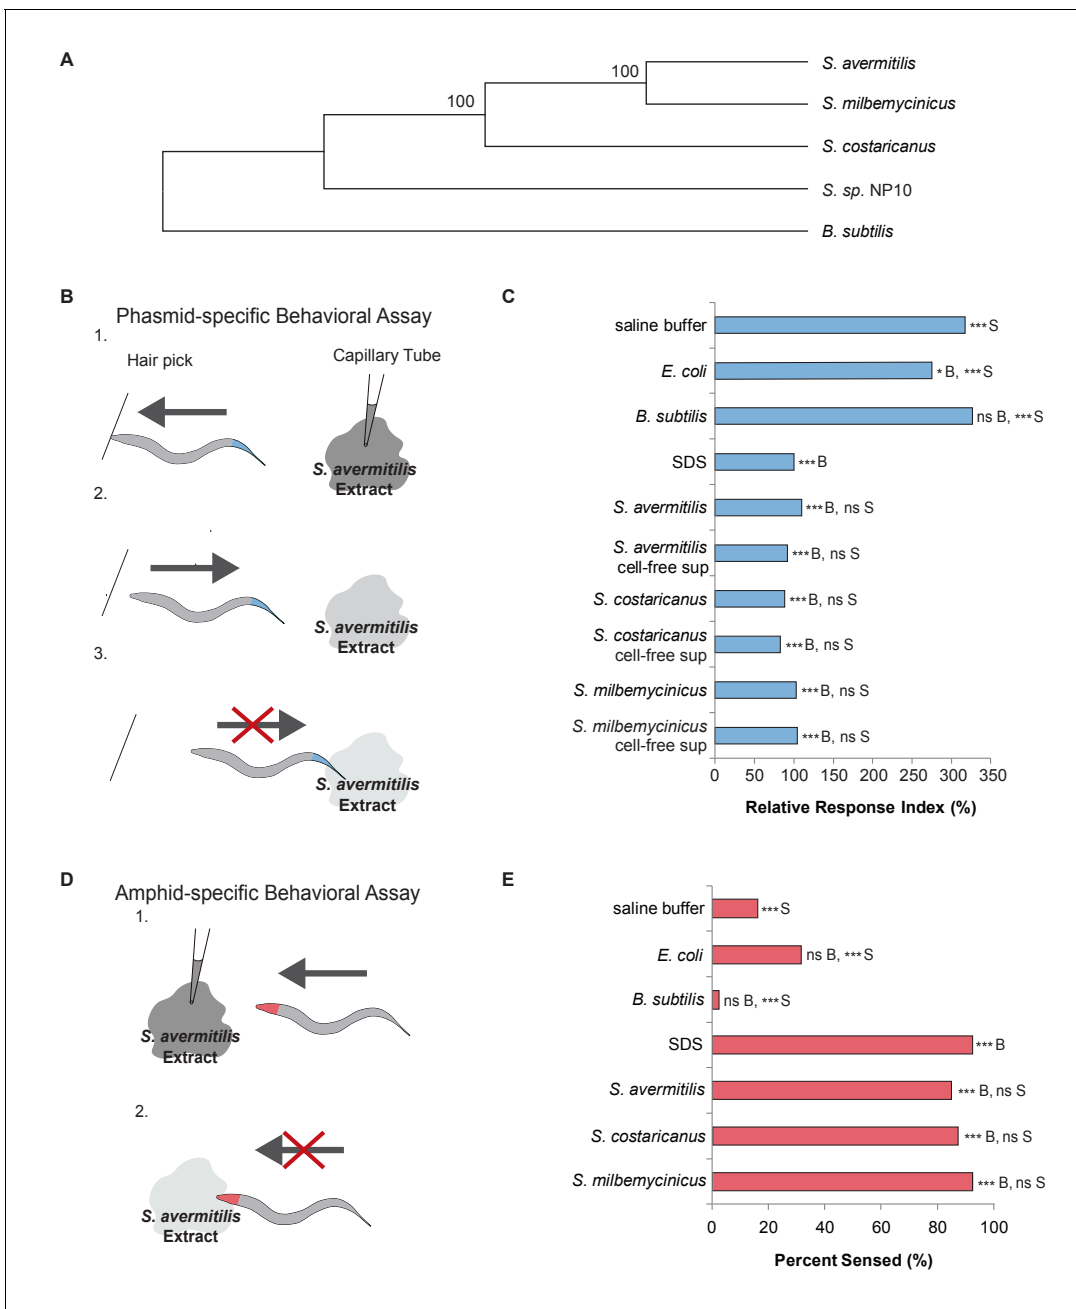 A
100
100
S. avermitilis
S. milbemycinicus
S. costaricanus
S. sp. NP10
B. subtilis
B
Phasmid-specific Behavioral Assay
1.
Hair pick
Capillary Tube
S. avermitilis
Extract
2.
S. avermitilis
Extract
3.
S. avermitilis
Extract
C
saline buffer
***S
E. coli
*B, ***S
B. subtilis
ns B, ***S
SDS
***B
S. avermitilis
***B, ns S
S. avermitilis
cell-free sup
***B, ns S
S. costaricanus
***B, ns S
S. costaricanus
cell-free sup
***B, ns S
S. milbemycinicus
***B, ns S
S. milbemycinicus
cell-free sup
***B, ns S
0 50 100 150 200 250 300 350
Relative Response Index (%)
D
Amphid-specific Behavioral Assay
1.
S. avermitilis
Extract
2.
S. avermitilis
Extract
E
saline buffer
***S
E. coli
ns B, ***S
B. subtilis
ns B, ***S
SDS
***B
S. avermitilis
*** B, ns S
S. costaricanus
*** B, ns S
S. milbemycinicus
*** B, ns S
0 20 40 60 80 100
Percent Sensed (%)